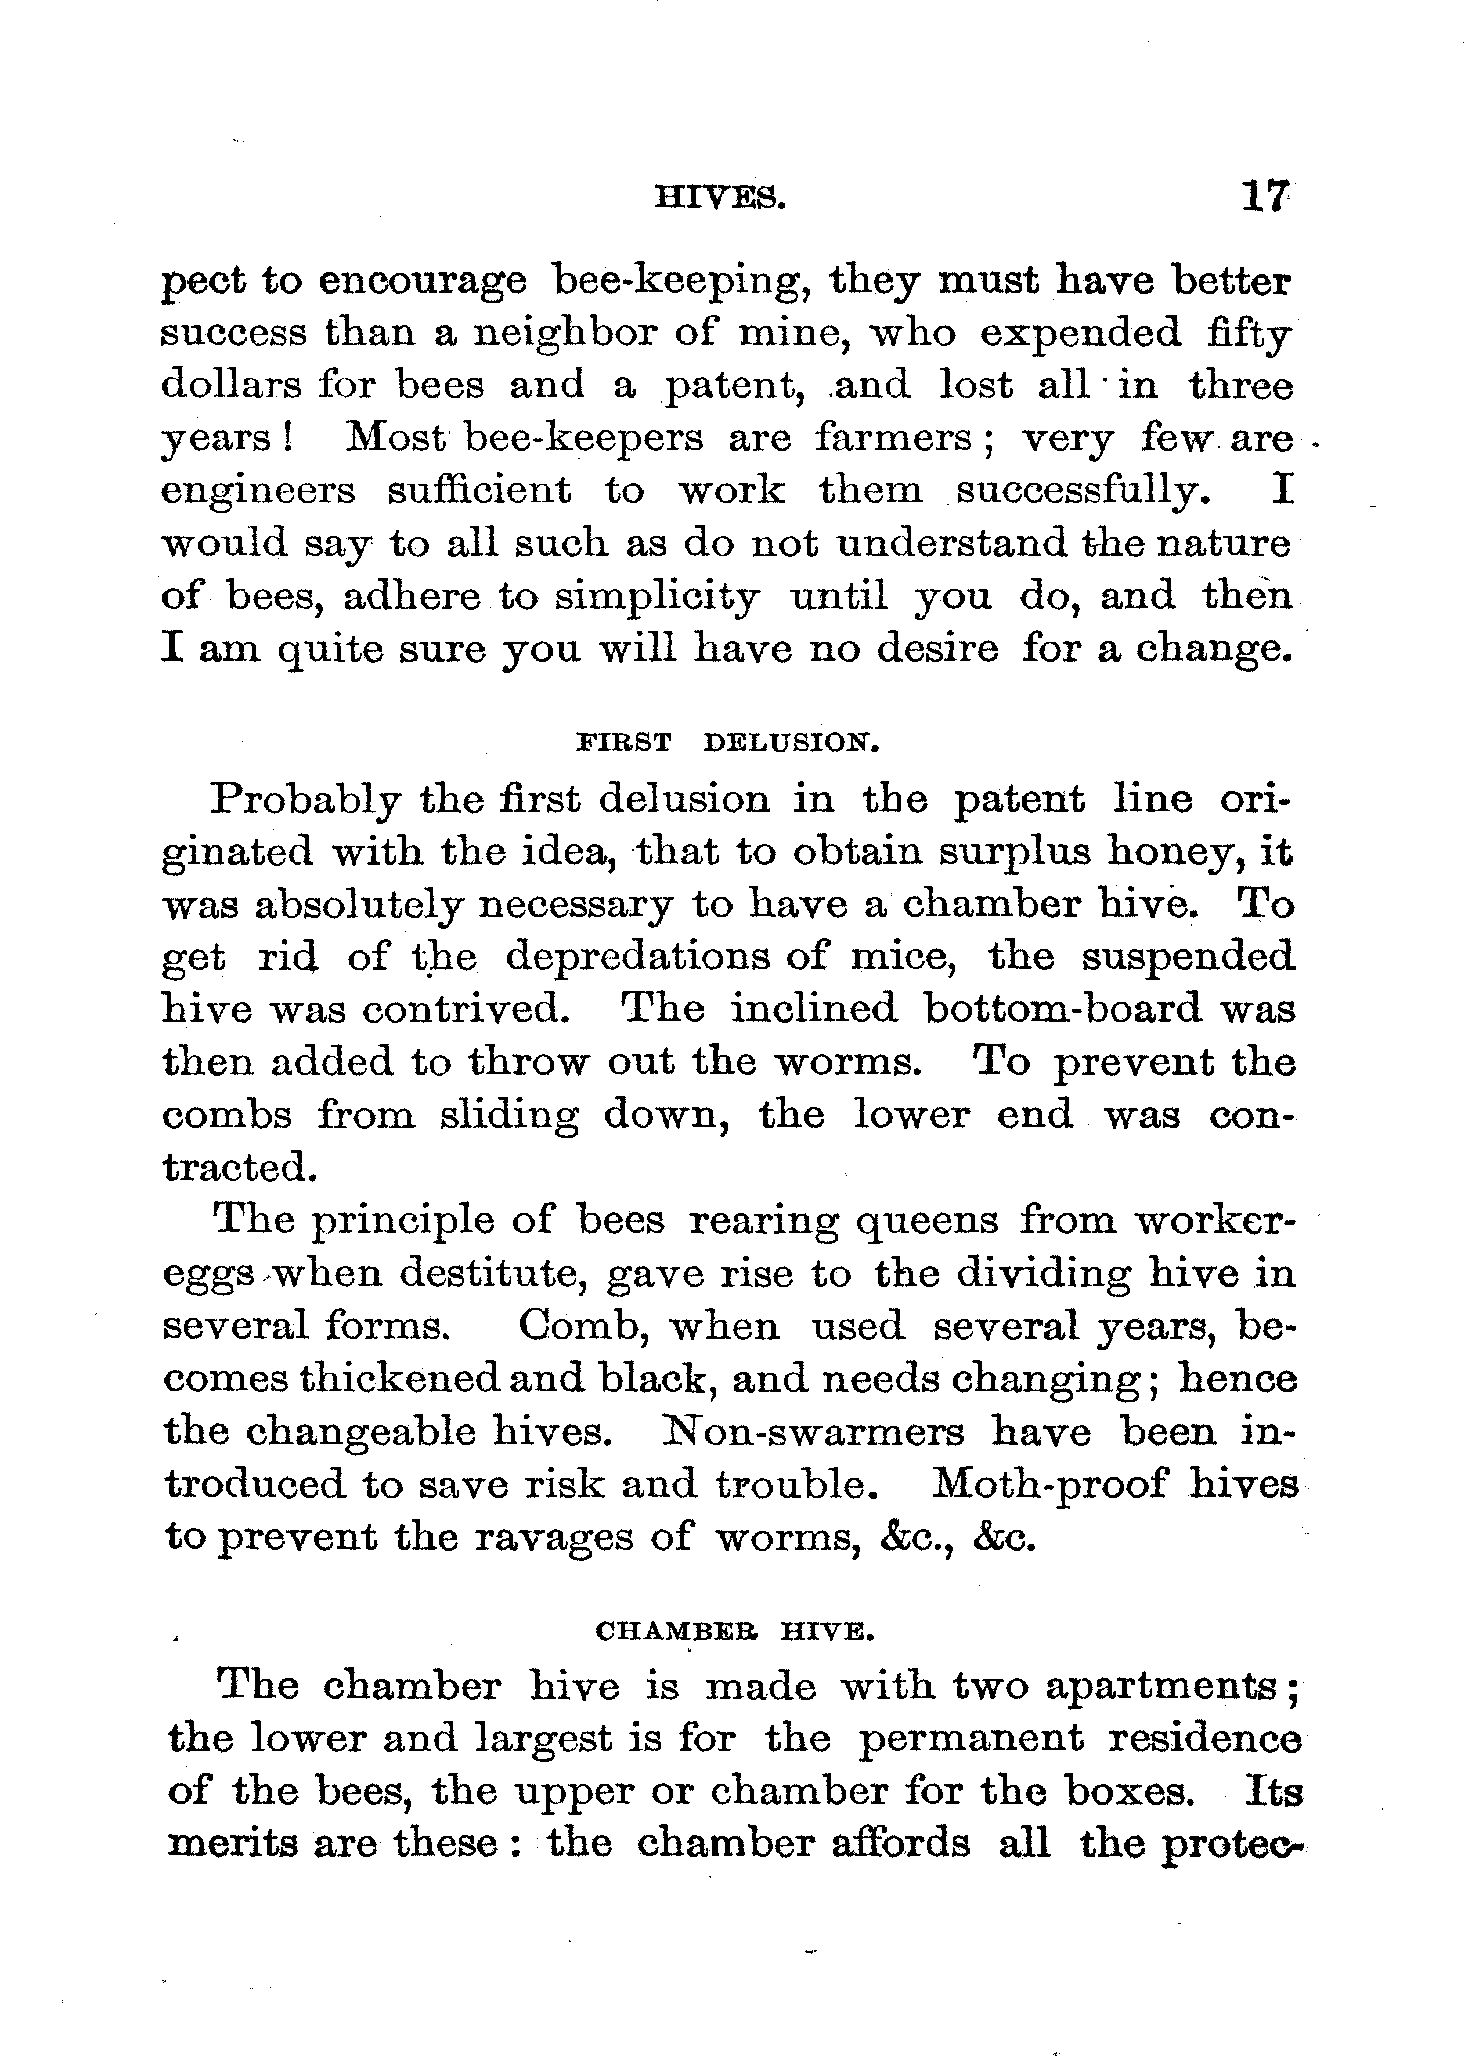 HIVES. 17
pect to encourage bee-keeping, they must have better
success than a neighbor of mine, who expended fifty
dollars for bees and a patent, and lost all in three
years! Most bee-keepers are farmers; very few are
engineers sufficient to work them successfully. I
would say to all such as do not understand the nature
of bees, adhere to simplicity until you do, and then
I am quite sure you will have no desire for a change.
FIRST DELUSION.
Probably the first delusion in the patent line ori-
ginated with the idea, that to obtain surplus honey, it
was absolutely necessary to have a chamber hive. To
get rid of the depredations of mice, the suspended
hive was contrived. The inclined bottom-board was
then added to throw out the worms. To prevent the
combs from sliding down, the lower end was con-
tracted.
The principle of bees rearing queens from worker-
eggs when destitute, gave rise to the dividing hive in
several forms. Comb, when used several years, be-
comes thickened and black, and needs changing; hence
the changeable hives. Non-swarmers have been in-
troduced to save risk and trouble. Moth-proof hives
to prevent the ravages of worms, &c., &c.
CHAMBER HIVE.
The chamber hive is made with two apartments;
the lower and largest is for the permanent residence
of the bees, the upper or chamber for the boxes. Its
merits are these: the chamber affords all the protec-